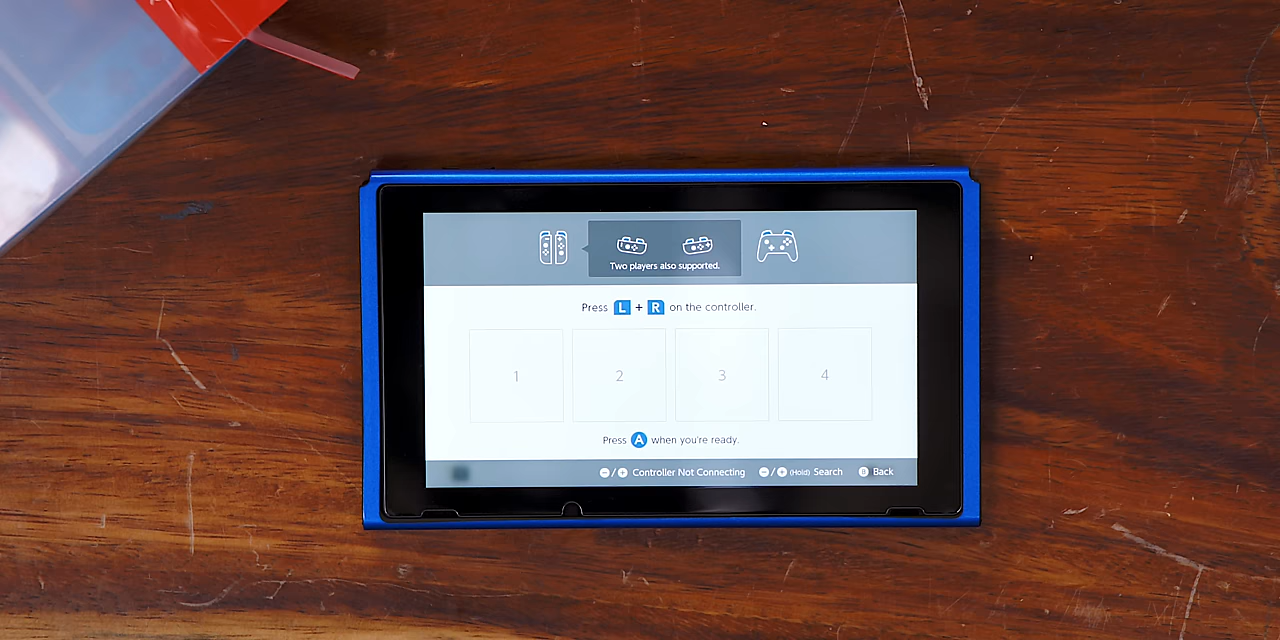 Two players also supported.
Press L + R on the controller.
1 2 3 4
Press A when you're ready.
−/+ Controller Not Connecting −/+ (Hold) Search B Back